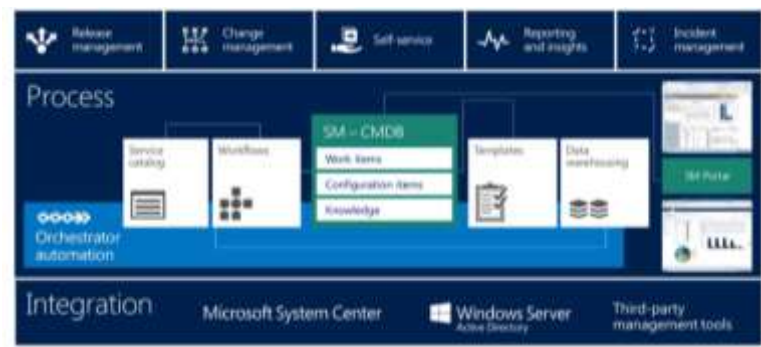 Release
management
Change
management
Self-service
Reporting
and insights
Incident
management
Process
SM – CMDB
Work items
Configuration items
Knowledge
Service
catalog
Workflows
Templates
Data
warehousing
SM Portal
Orchestrator
automation
Integration
Microsoft System Center
Windows Server
Active Directory
Third-party
management tools